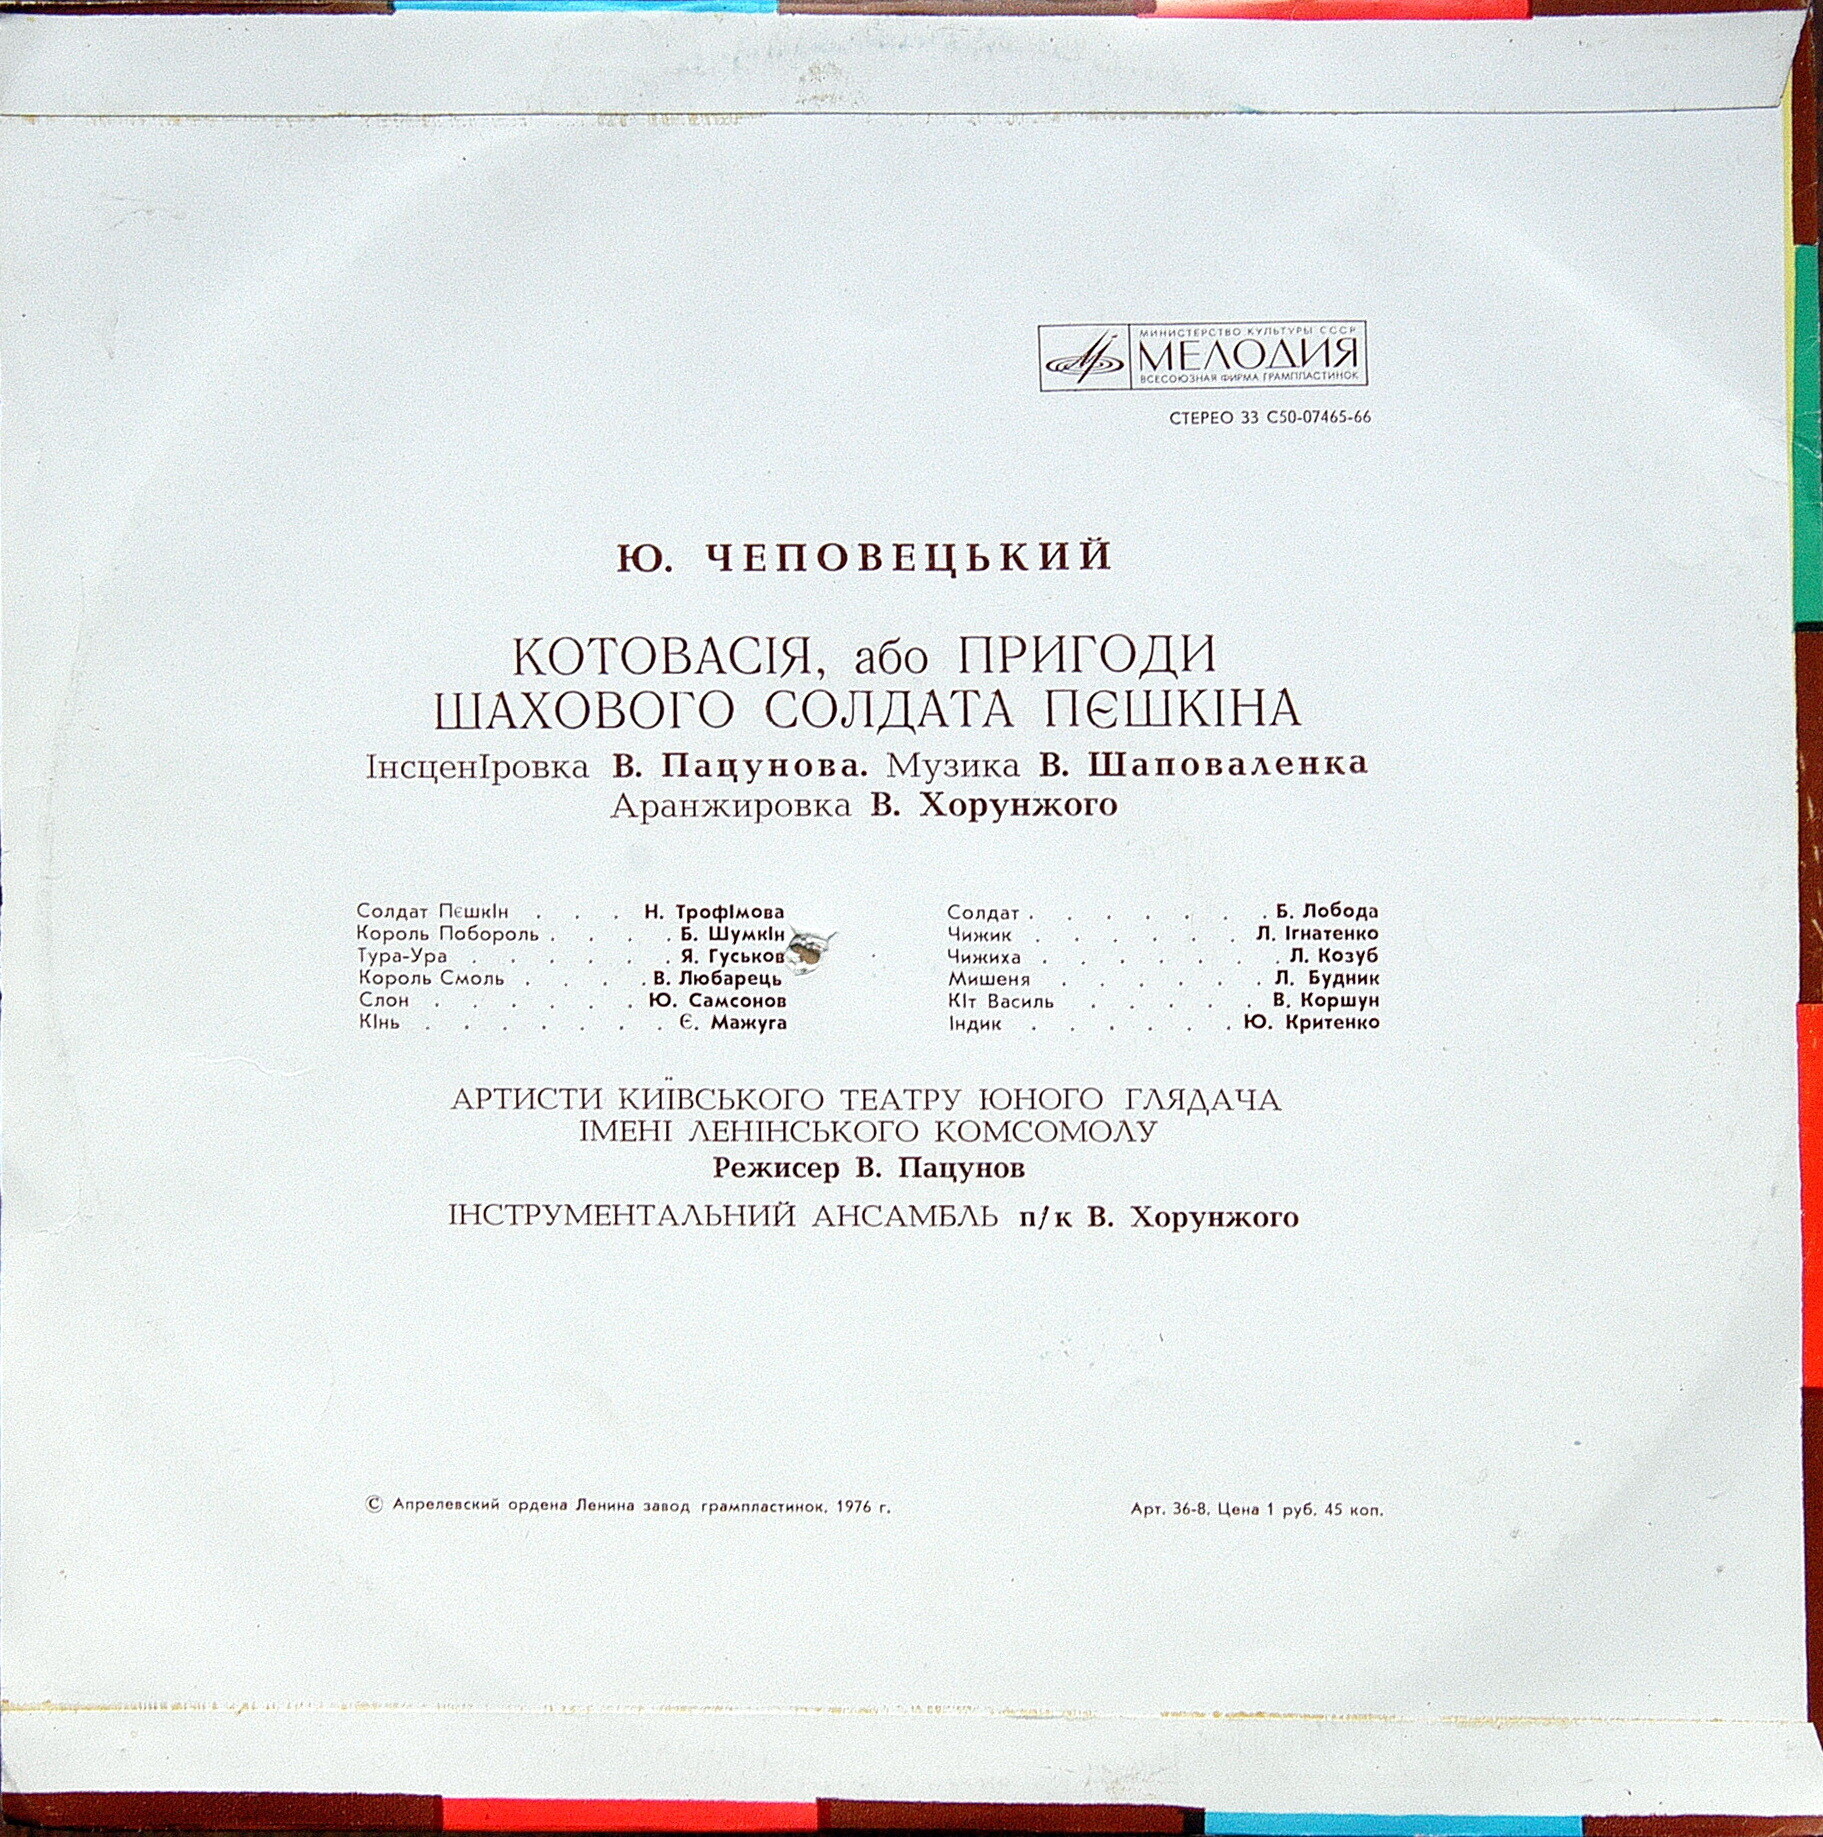 МИНИСТЕРСТВО КУЛЬТУРЫ СССР
МЕЛОДИЯ
ВСЕСОЮЗНАЯ ФИРМА ГРАМПЛАСТИНОК
СТЕРЕО 33 С50-07465-66
Ю. ЧЕПОВЕЦЬКИЙ
КОТОВАСІЯ, або ПРИГОДИ
ШАХОВОГО СОЛДАТА ПЄШКІНА
ІнсценІровка В. Пацунова. Музика В. Шаповаленка
Аранжировка В. Хорунжого
Солдат ПєшкІн . . . Н. ТрофІмова
Король Побороль . . . . Б. ШумкІн
Тура-Ура . . . . . . Я. Гуськов
Король Смоль . . . . В. Любарець
Слон . . . . . . Ю. Самсонов
КІнь . . . . . . . Є. Мажуга
Солдат . . . . . . . Б. Лобода
Чижик . . . . . . Л. Ігнатенко
Чижиха . . . . . . . Л. Козуб
Мишеня . . . . . . Л. Будник
КІт Василь . . . . . В. Коршун
Індик . . . . . . Ю. Критенко
АРТИСТИ КИЇВСЬКОГО ТЕАТРУ ЮНОГО ГЛЯДАЧА
ІМЕНІ ЛЕНІНСЬКОГО КОМСОМОЛУ
Режисер В. Пацунов
ІНСТРУМЕНТАЛЬНИЙ АНСАМБЛЬ п/к В. Хорунжого
© Апрелевский ордена Ленина завод грампластинок, 1976 г.
Арт. 36-8. Цена 1 руб. 45 коп.